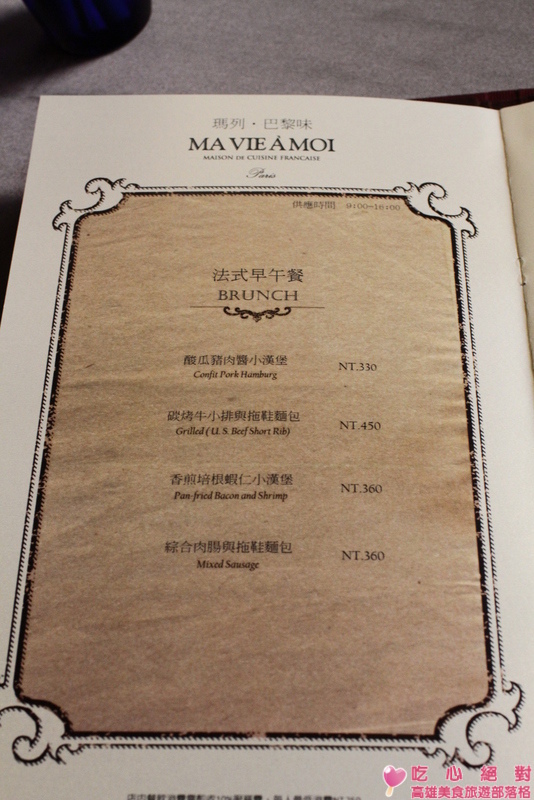 瑪列・巴黎味
MA VIE À MOI
MAISON DE CUISINE FRANCAISE
Paris
供應時間 9:00~16:00
法式早午餐
BRUNCH
酸瓜豬肉醬小漢堡 NT.330
Confit Pork Hamburg
碳烤牛小排與拖鞋麵包 NT.450
Grilled ( U. S. Beef Short Rib)
香煎培根蝦仁小漢堡 NT.360
Pan-fried Bacon and Shrimp
綜合肉腸與拖鞋麵包 NT.360
Mixed Sausage
吃心絕對
高雄美食旅遊部落格